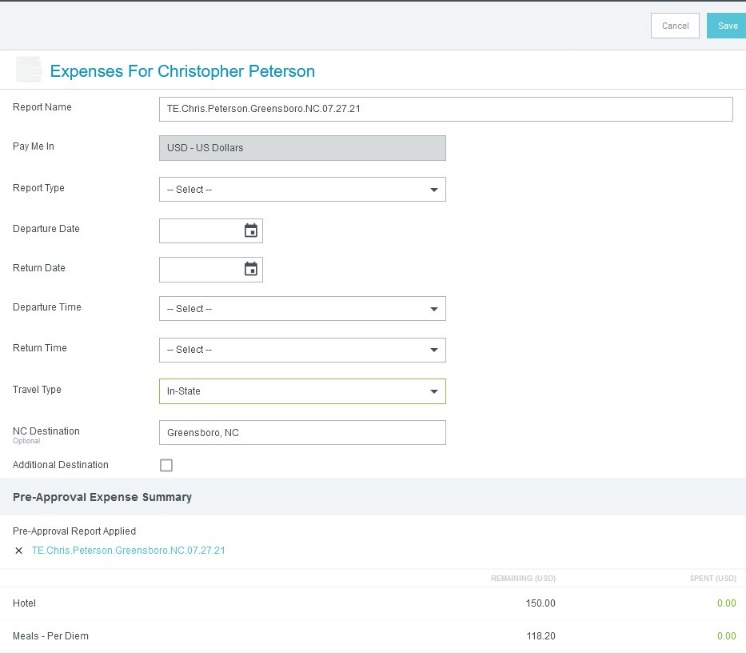 Cancel
Save
Expenses For Christopher Peterson
Report Name
TE.Chris.Peterson.Greensboro.NC.07.27.21
Pay Me In
USD - US Dollars
Report Type
-- Select --
Departure Date
Return Date
Departure Time
-- Select --
Return Time
-- Select --
Travel Type
In-State
NC Destination
Optional
Greensboro, NC
Additional Destination
Pre-Approval Expense Summary
Pre-Approval Report Applied
TE.Chris.Peterson.Greensboro.NC.07.27.21
REMAINING (USD) SPENT (USD)
Hotel 150.00 0.00
Meals - Per Diem 118.20 0.00